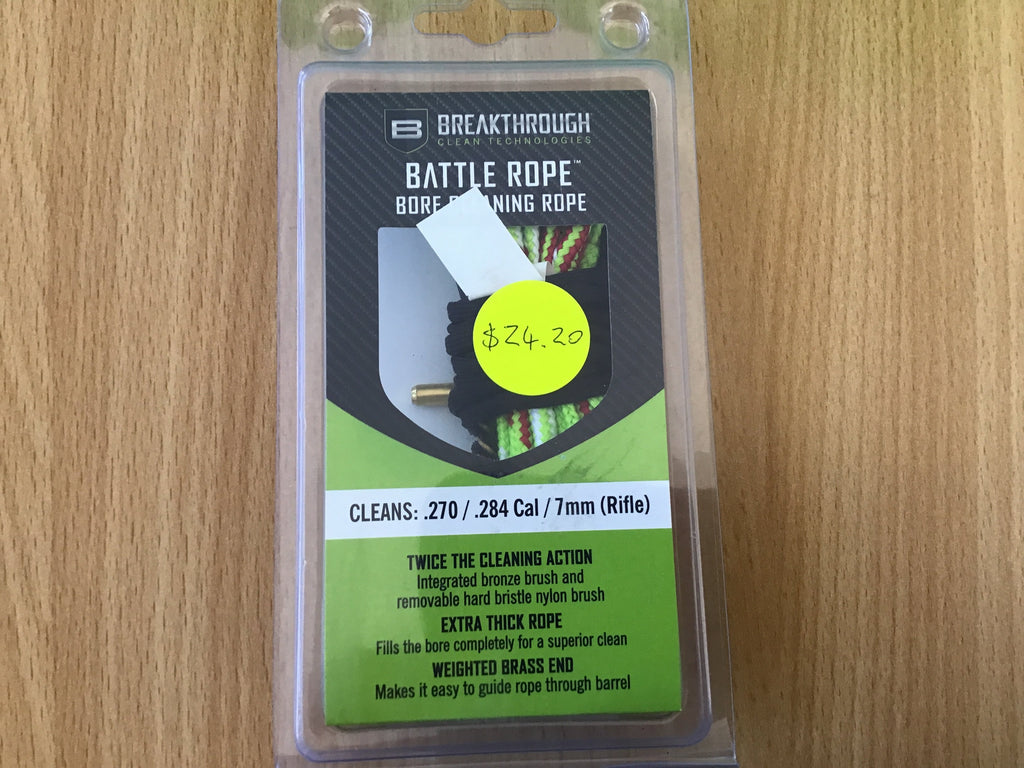 B BREAKTHROUGH
CLEAN TECHNOLOGIES
BATTLE ROPE™
BORE ROPE
$24.20
CLEANS: .270 / .284 Cal / 7mm (Rifle)
TWICE THE CLEANING ACTION
Integrated bronze brush and
removable hard bristle nylon brush
EXTRA THICK ROPE
Fills the bore completely for a superior clean
WEIGHTED BRASS END
Makes it easy to guide rope through barrel